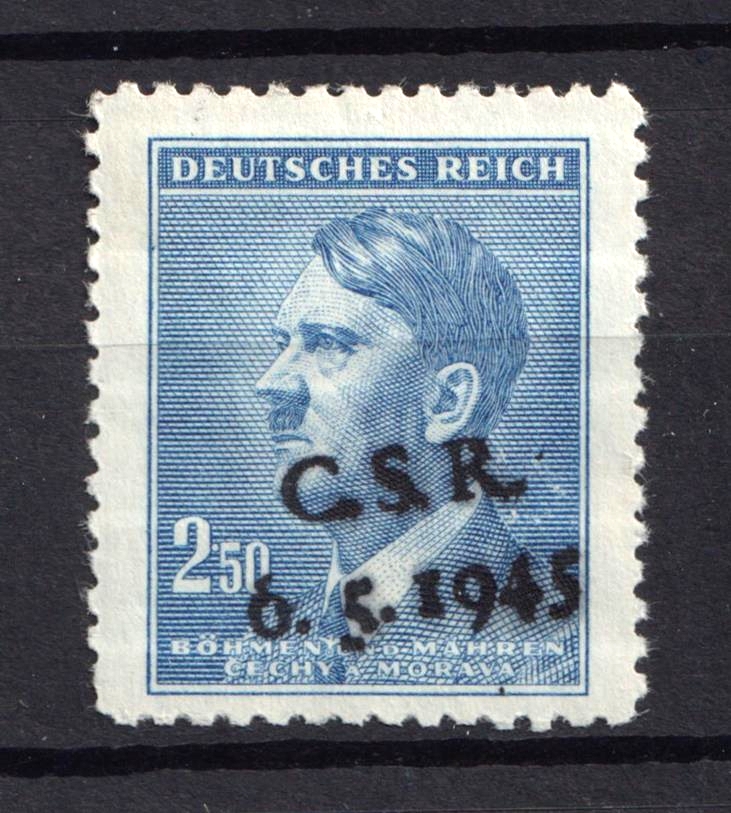 DEUTSCHES REICH
C.S.R.
2.50
6.5.1945
BÖHMEN U D MÄHREN
ČECHY A MORAVA